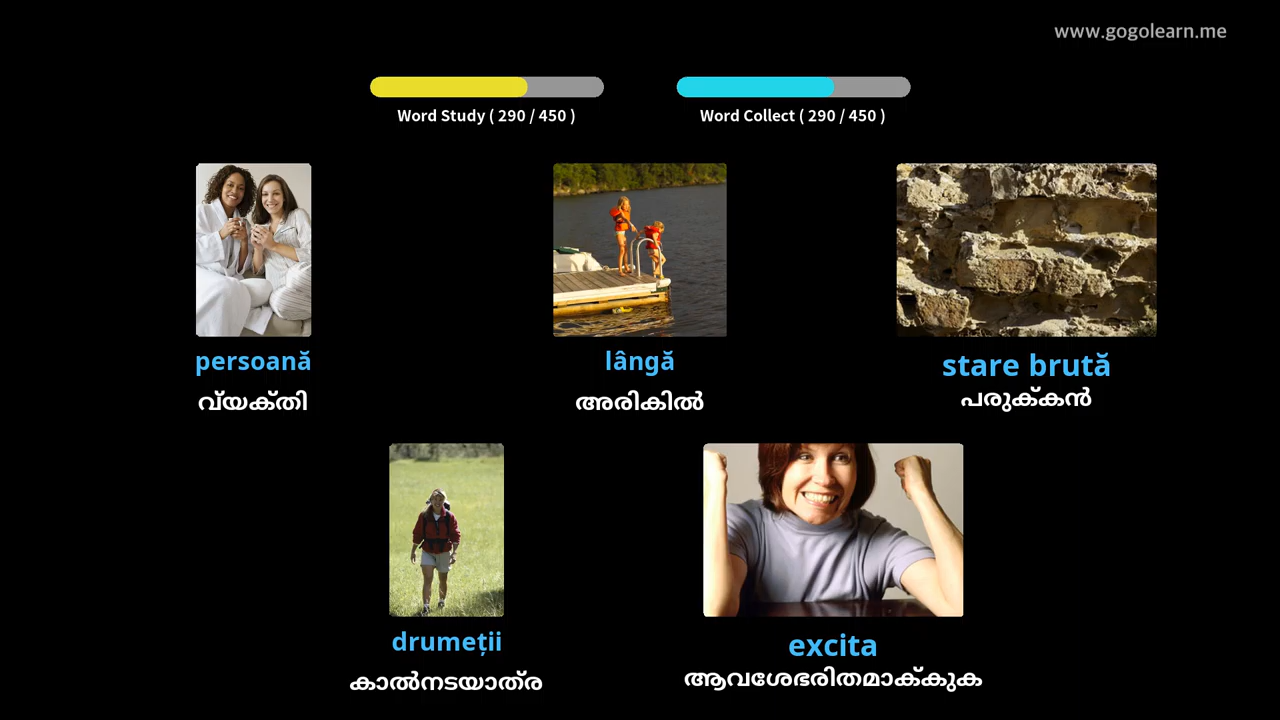 www.gogolearn.me
Word Study ( 290 / 450 )
Word Collect ( 290 / 450 )
persoană
വ്യക്തി
lângă
അരികിൽ
stare brută
പരുക്കൻ
drumeții
കാൽനടയാത്ര
excita
ആവേശഭരിതമാക്കുക